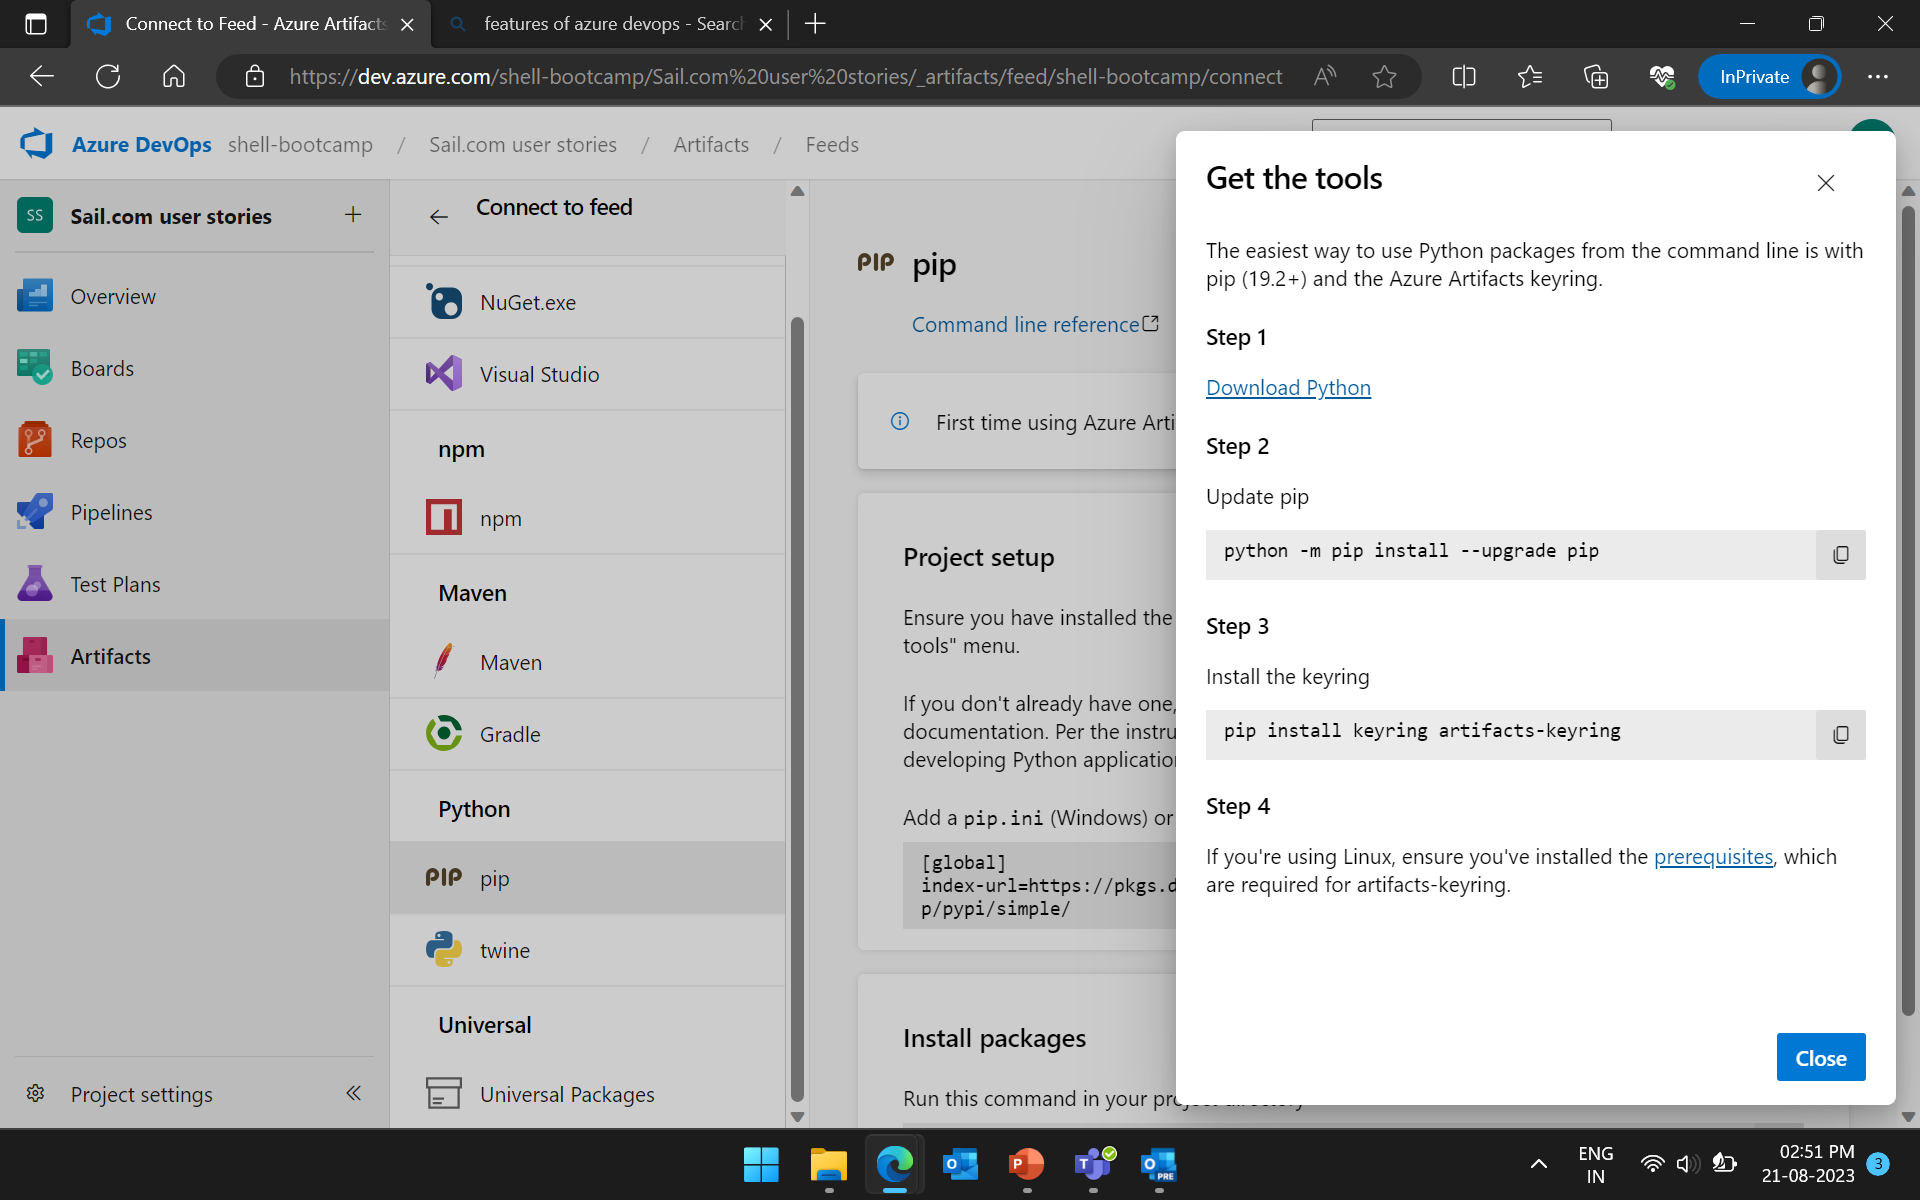 Connect to Feed - Azure Artifacts
features of azure devops - Search
https://dev.azure.com/shell-bootcamp/Sail.com%20user%20stories/_artifacts/feed/shell-bootcamp/connect
InPrivate
Azure DevOps shell-bootcamp / Sail.com user stories / Artifacts / Feeds
SS Sail.com user stories
Overview
Boards
Repos
Pipelines
Test Plans
Artifacts
Project settings
Connect to feed
NuGet.exe
Visual Studio
npm
npm
Maven
Maven
Gradle
Python
PIP pip
twine
Universal
Universal Packages
PIP pip
Command line reference
First time using Azure Arti
Project setup
Ensure you have installed the
tools" menu.
If you don't already have one,
documentation. Per the instru
developing Python applicatio
Add a pip.ini (Windows) or
[global]
index-url=https://pkgs.d
p/pypi/simple/
Install packages
Run this command in your project directory
Get the tools
The easiest way to use Python packages from the command line is with
pip (19.2+) and the Azure Artifacts keyring.
Step 1
Download Python
Step 2
Update pip
python -m pip install --upgrade pip
Step 3
Install the keyring
pip install keyring artifacts-keyring
Step 4
If you're using Linux, ensure you've installed the prerequisites, which
are required for artifacts-keyring.
Close
ENG
IN
02:51 PM
21-08-2023
3